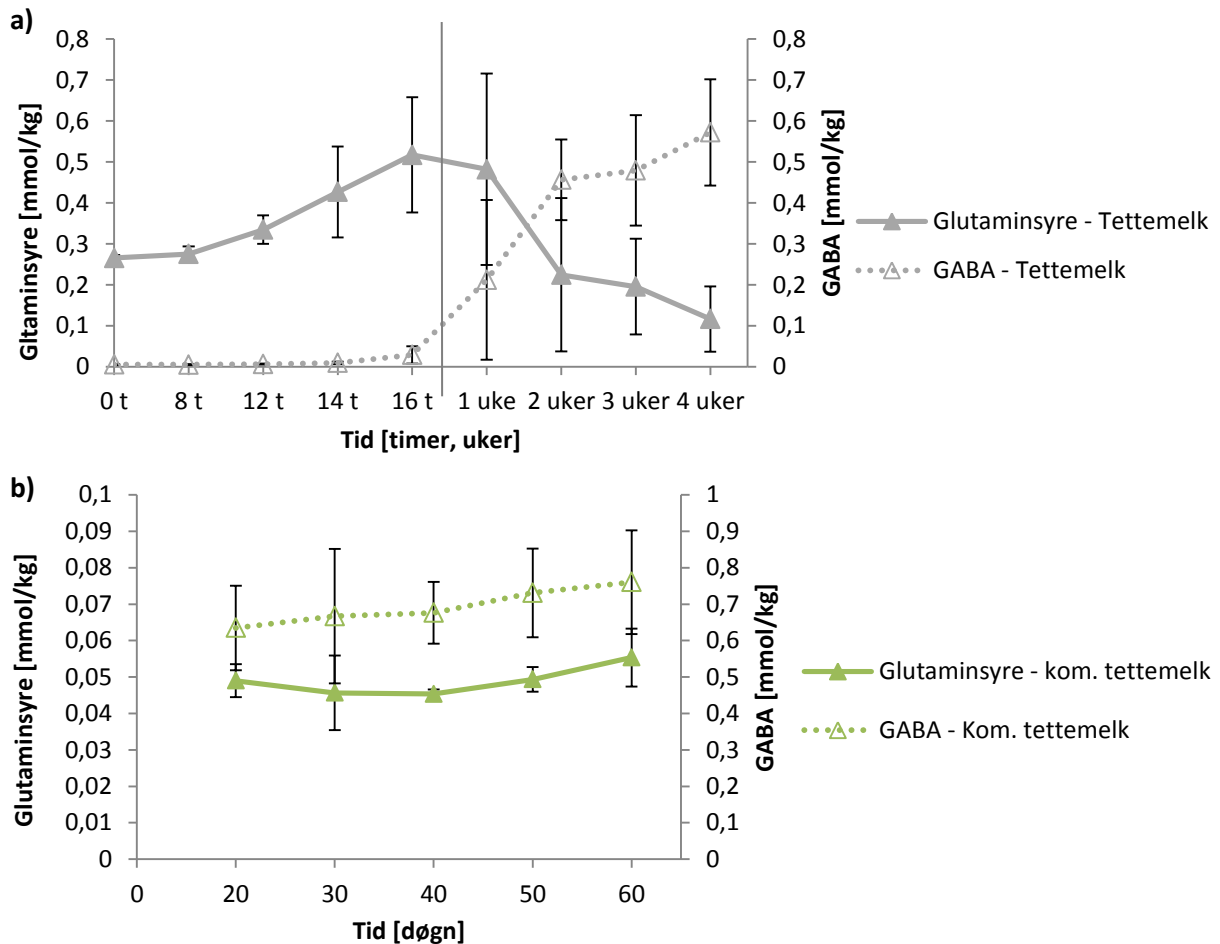 a)
0,8
0,7
0,6
0,5
0,4
0,3
0,2
0,1
0
Gltaminsyre [mmol/kg]
0,8
0,7
0,6
0,5
0,4
0,3
0,2
0,1
0
GABA [mmol/kg]
0 t 8 t 12 t 14 t 16 t 1 uke 2 uker 3 uker 4 uker
Tid [timer, uker]
Glutaminsyre - Tettemelk
GABA - Tettemelk
b)
0,1
0,09
0,08
0,07
0,06
0,05
0,04
0,03
0,02
0,01
0
Glutaminsyre [mmol/kg]
1
0,9
0,8
0,7
0,6
0,5
0,4
0,3
0,2
0,1
0
GABA [mmol/kg]
0 20 30 40 50 60
Tid [døgn]
Glutaminsyre - kom. tettemelk
GABA - Kom. tettemelk